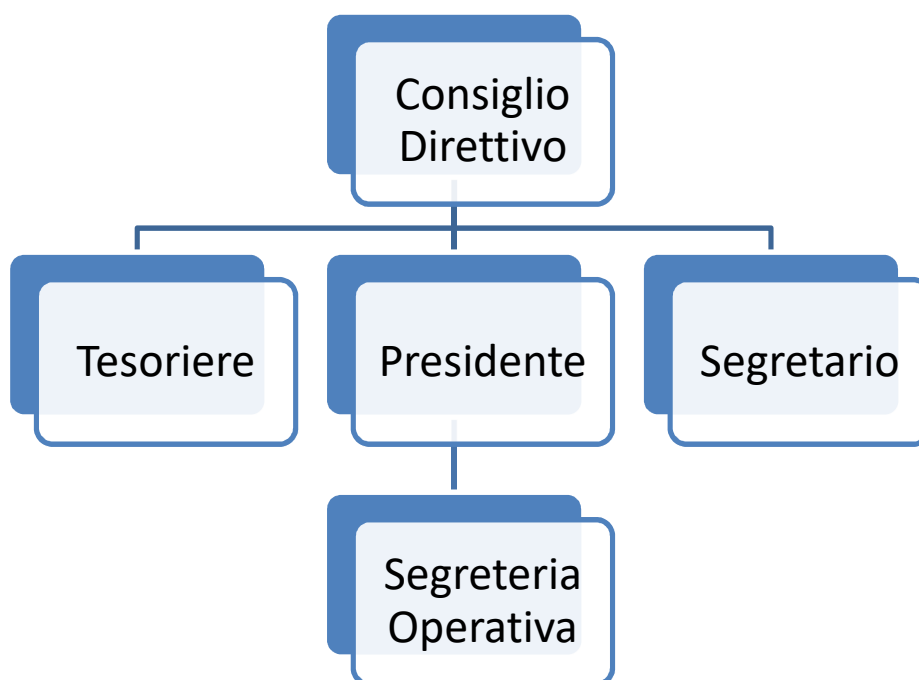 Consiglio
Direttivo
Tesoriere
Presidente
Segretario
Segreteria
Operativa